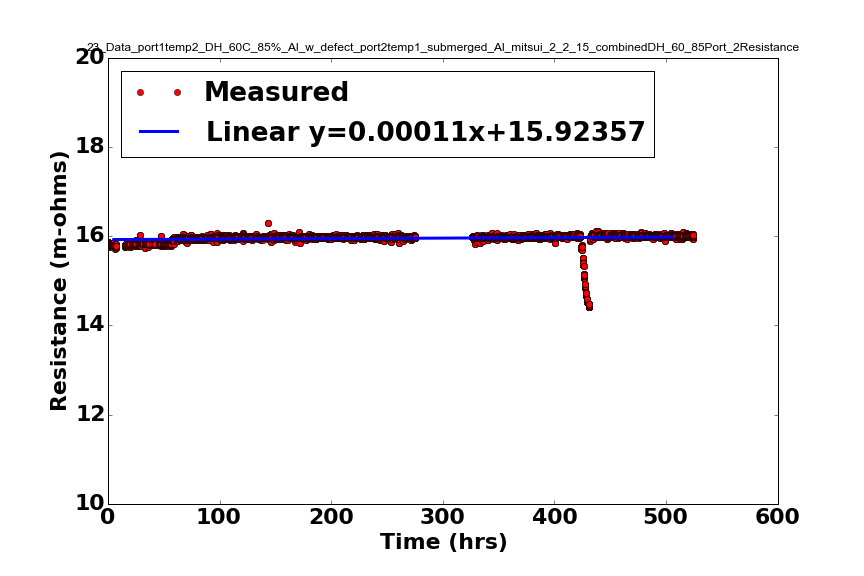 23_Data_port1temp2_DH_60C_85%_Al_w_defect_port2temp1_submerged_Al_mitsui_2_2_15_combinedDH_60_85Port_2Resistance
Measured
Linear y=0.00011x+15.92357
20
18
16
14
12
10
Resistance (m-ohms)
0 100 200 300 400 500 600
Time (hrs)